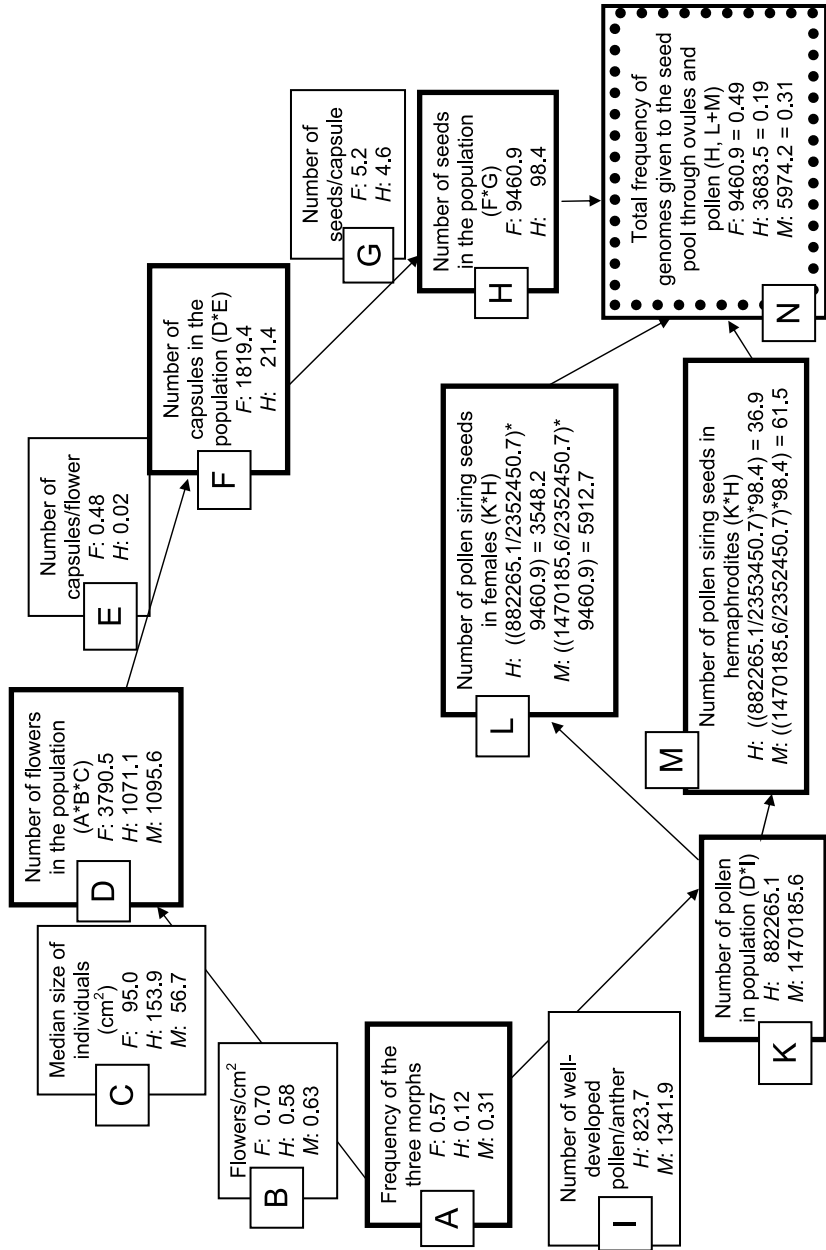 A
Frequency of the
three morphs
F: 0.57
H: 0.12
M: 0.31
B
Flowers/cm2
F: 0.70
H: 0.58
M: 0.63
C
Median size of
individuals
(cm2)
F: 95.0
H: 153.9
M: 56.7
D
Number of flowers
in the population
(A*B*C)
F: 3790.5
H: 1071.1
M: 1095.6
E
Number of
capsules/flower
F: 0.48
H: 0.02
F
Number of
capsules in the
population (D*E)
F: 1819.4
H: 21.4
G
Number of
seeds/capsule
F: 5.2
H: 4.6
H
Number of seeds
in the population
(F*G)
F: 9460.9
H: 98.4
I
Number of well-
developed
pollen/anther
H: 823.7
M: 1341.9
K
Number of pollen
in population (D*I)
H: 882265.1
M: 1470185.6
L
Number of pollen siring seeds
in females (K*H)
H: ((882265.1/2352450.7)*
9460.9) = 3548.2
M: ((1470185.6/2352450.7)*
9460.9) = 5912.7
M
Number of pollen siring seeds in
hermaphrodites (K*H)
H: ((882265.1/2353450.7)*98.4) = 36.9
M: ((1470185.6/2352450.7)*98.4) = 61.5
N
Total frequency of
genomes given to the seed
pool through ovules and
pollen (H, L+M)
F: 9460.9 = 0.49
H: 3683.5 = 0.19
M: 5974.2 = 0.31